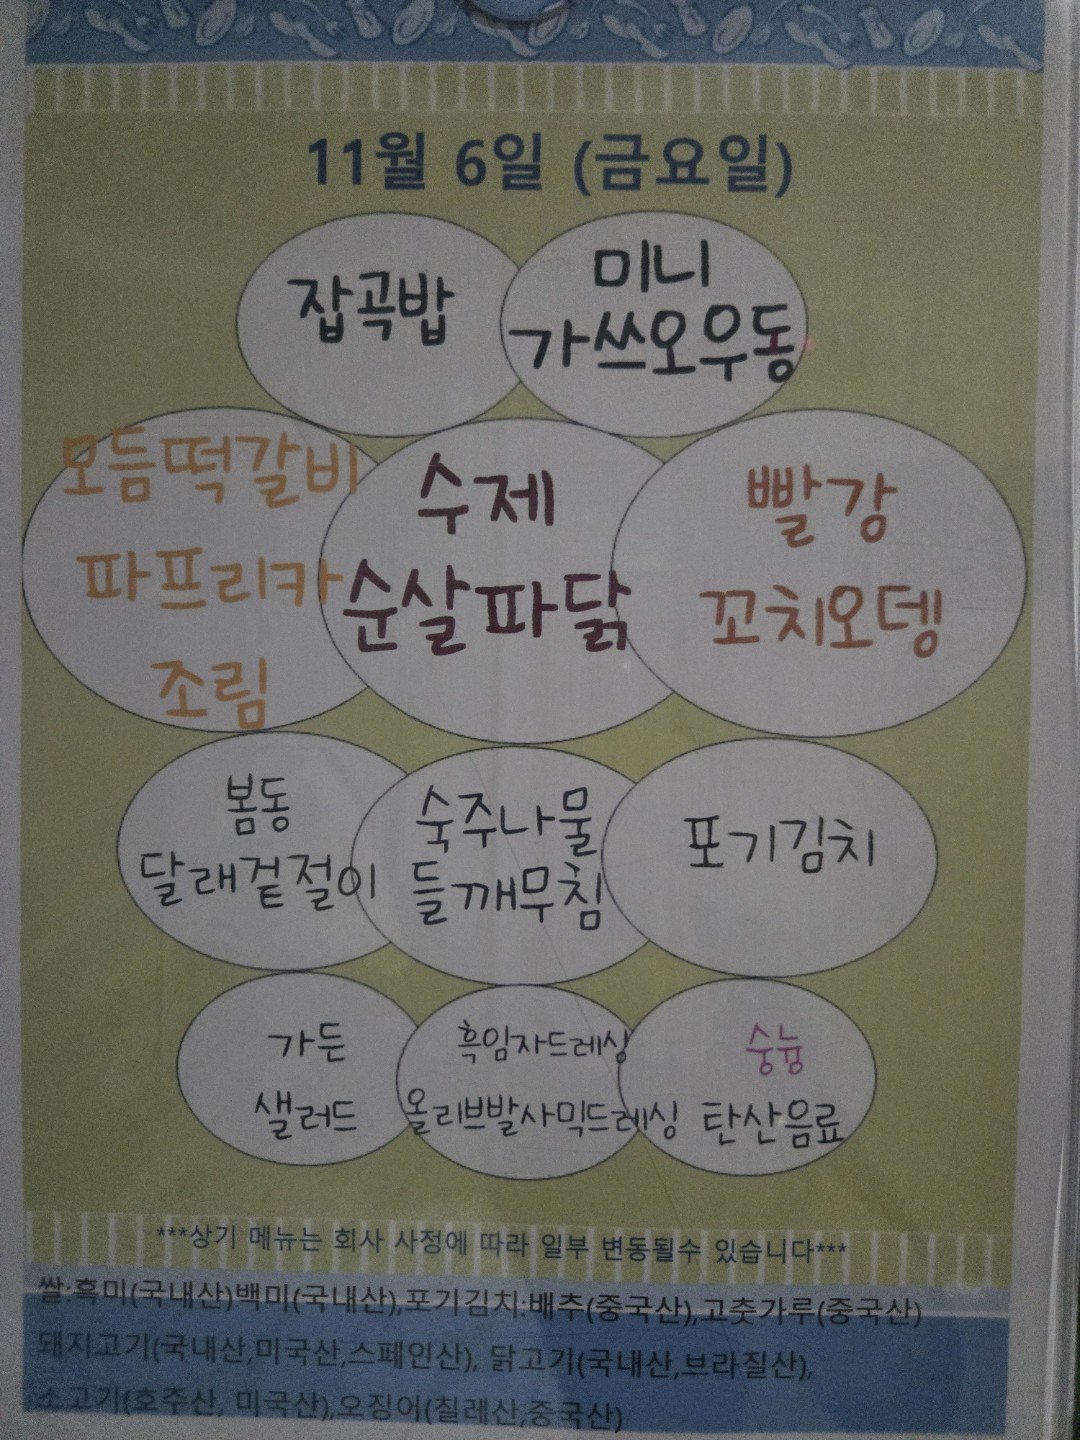 11월 6일 (금요일)
잡곡밥
미니
가쓰오우동
모듬떡갈비
파프리카
조림
수제
순살파닭
빨강
꼬치오뎅
봄동
달래겉절이
숙주나물
들깨무침
포기김치
가든
샐러드
흑임자드레싱
올리브발사믹드레싱
숭늉
탄산음료
***상기 메뉴는 회사 사정에 따라 일부 변동될수 있습니다***
쌀:흑미(국내산)백미(국내산),포기김치:배추(중국산),고춧가루(중국산)
돼지고기(국내산,미국산,스페인산), 닭고기(국내산,브라질산),
소고기(호주산, 미국산),오징어(칠레산,중국산)